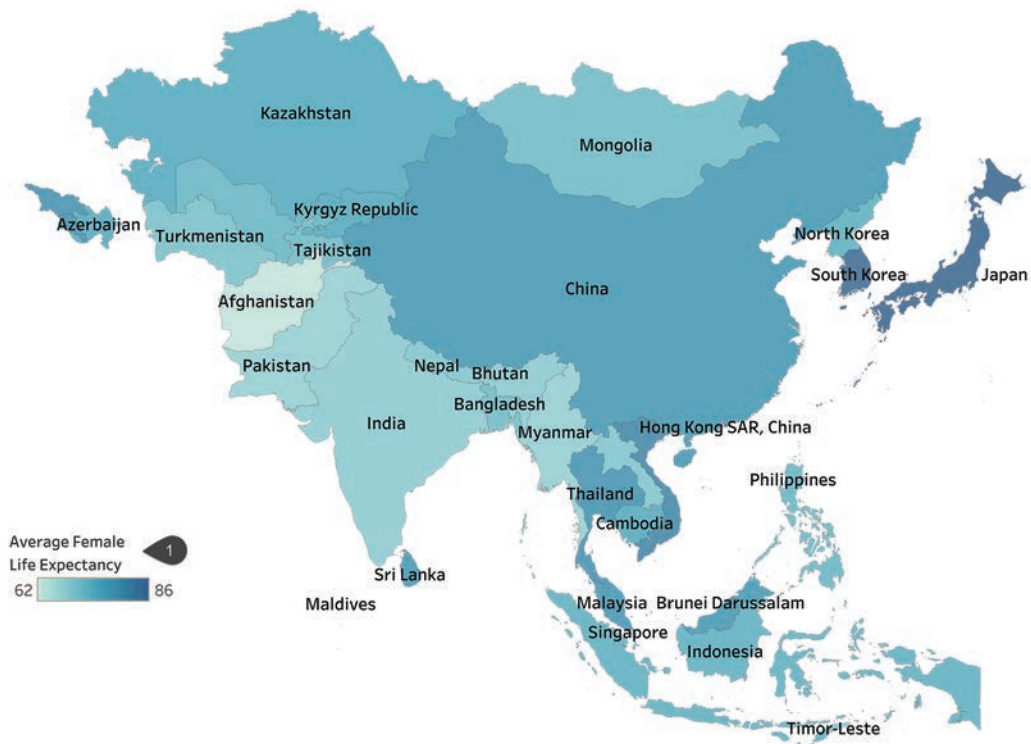 Kazakhstan
Mongolia
Kyrgyz Republic
Azerbaijan
Turkmenistan
North Korea
Tajikistan
South Korea
Japan
China
Afghanistan
Pakistan
Nepal
Bhutan
Bangladesh
India
Myanmar
Hong Kong SAR, China
Philippines
Thailand
Cambodia
Average Female
Life Expectancy
1
62
86
Sri Lanka
Maldives
Malaysia
Brunei Darussalam
Singapore
Indonesia
Timor-Leste